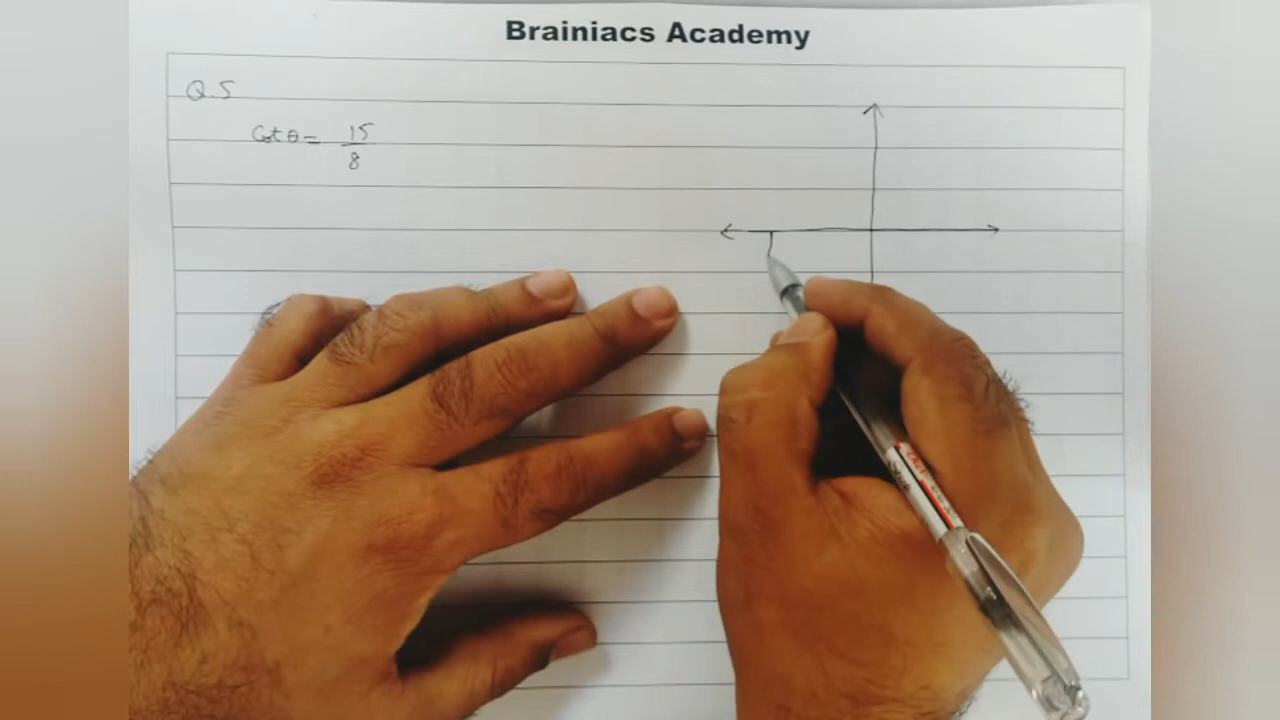 Brainiacs Academy
Q.5
Cot θ = 15/8